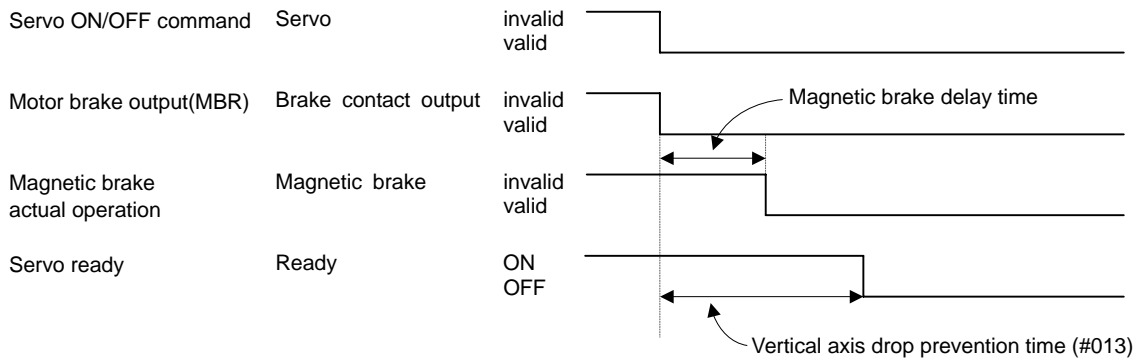 Servo ON/OFF command Servo invalid
valid
Motor brake output(MBR) Brake contact output invalid
valid
Magnetic brake delay time
Magnetic brake
actual operation
Magnetic brake invalid
valid
Servo ready Ready ON
OFF
Vertical axis drop prevention time (#013)